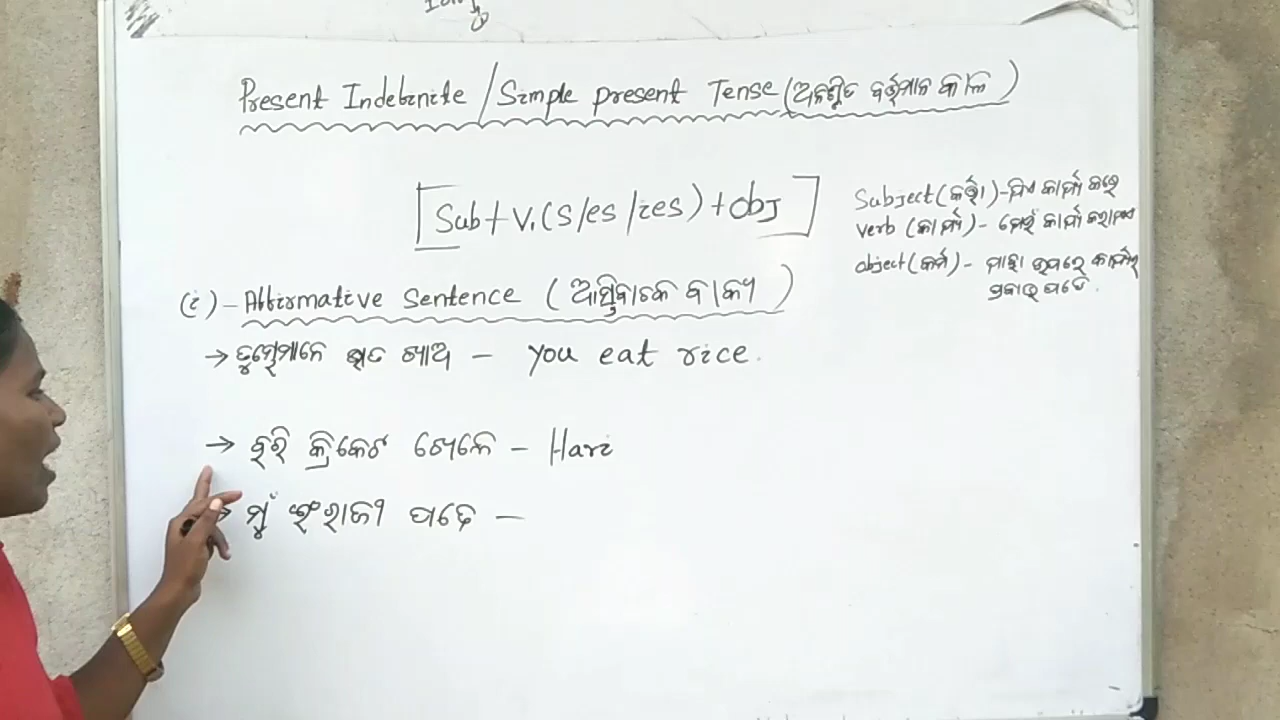 Present Indefinite / Simple present Tense (ଅନିଶ୍ଚିତ ବର୍ତ୍ତମାନ କାଳ)
[Sub + V₁ (s/es/ies) + obj]
Subject (କର୍ତ୍ତା) - ଯିଏ କାର୍ଯ୍ୟ କରେ
Verb (କାର୍ଯ୍ୟ) - ଯେଉଁ କାର୍ଯ୍ୟ
object (କର୍ମ) - ଯାହା ଉପରେ କାର୍ଯ୍ୟର
ପ୍ରଭାବ ପଡେ.
(i) - Affirmative Sentence (ଆସ୍ତିବାଚକ ବାକ୍ୟ)
→ ତୁମ୍ଭେମାନେ ଭାତ ଖାଅ - You eat rice.
→ ହରି କ୍ରିକେଟ ଖେଳେ - Hari
→ ମୁଁ ଇଂରାଜୀ ପଢେ -